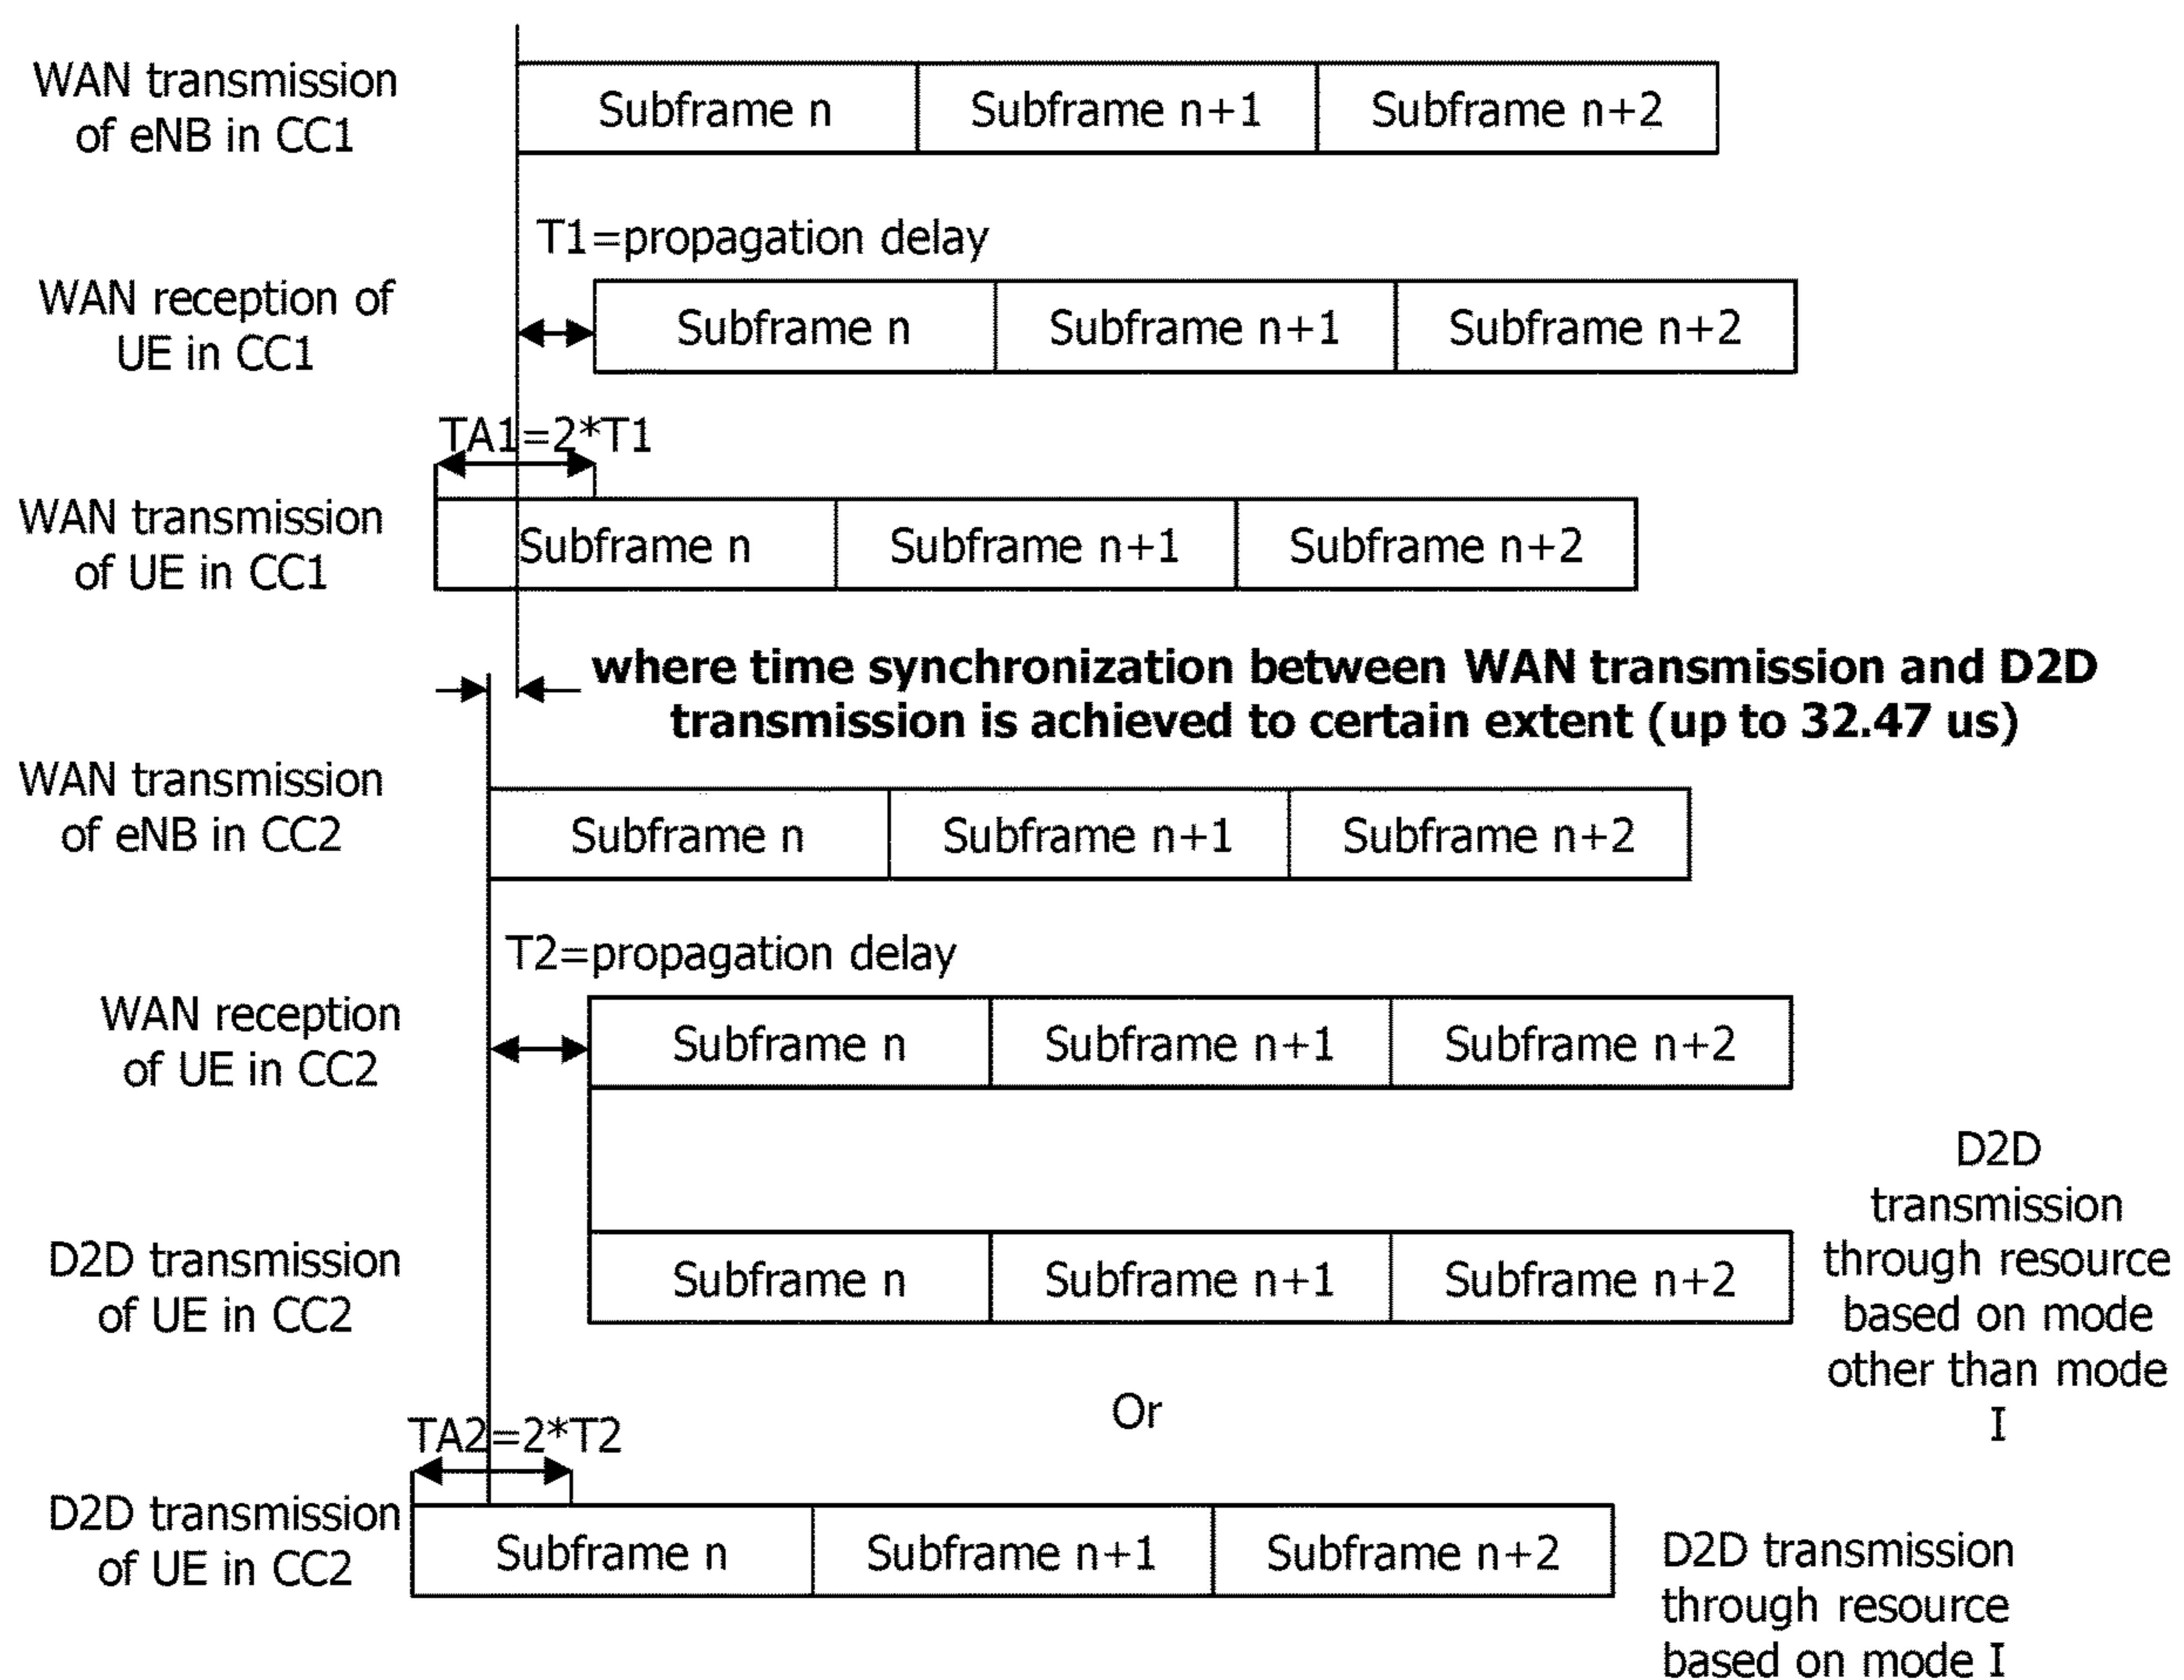 WAN transmission
of eNB in CC1
Subframe n
Subframe n+1
Subframe n+2
T1=propagation delay
WAN reception of
UE in CC1
Subframe n
Subframe n+1
Subframe n+2
TA1=2*T1
WAN transmission
of UE in CC1
Subframe n
Subframe n+1
Subframe n+2
where time synchronization between WAN transmission and D2D
transmission is achieved to certain extent (up to 32.47 us)
WAN transmission
of eNB in CC2
Subframe n
Subframe n+1
Subframe n+2
T2=propagation delay
WAN reception
of UE in CC2
Subframe n
Subframe n+1
Subframe n+2
D2D transmission
of UE in CC2
Subframe n
Subframe n+1
Subframe n+2
D2D
transmission
through resource
based on mode
other than mode
I
Or
TA2=2*T2
D2D transmission
of UE in CC2
Subframe n
Subframe n+1
Subframe n+2
D2D transmission
through resource
based on mode I